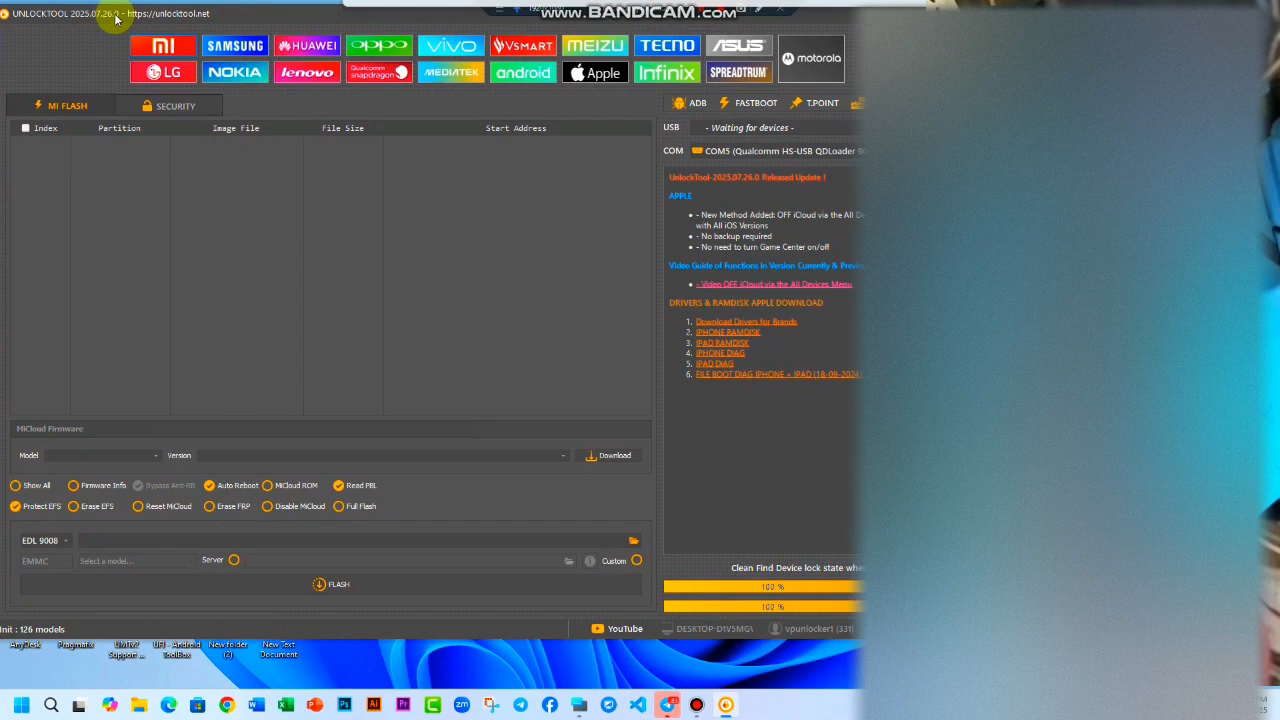 UNLOCKTOOL 2025.07.26.0 - https://unlocktool.net
WWW.BANDICAM.COM
MI SAMSUNG HUAWEI oppo vivo VSMART MEIZU TECNO ASUS motorola
LG NOKIA lenovo Qualcomm snapdragon MEDIATEK android Apple Infinix SPREADTRUM
MI FLASH SECURITY
ADB FASTBOOT T.POINT
Index Partition Image File File Size Start Address
USB - Waiting for devices -
COM COM5 (Qualcomm HS-USB QDLoader
UnlockTool-2025.07.26.0 Released Update !
APPLE
- New Method Added: OFF iCloud via the All
with All iOS Versions
- No backup required
- No need to turn Game Center on/off
Video Guide of Functions in Version Currently &
- Video OFF iCloud via the All Devices Menu
DRIVERS & RAMDISK APPLE DOWNLOAD
1. Download Drivers for Brands
2. IPHONE RAMDISK
3. IPAD RAMDISK
4. IPHONE DIAG
5. IPAD DIAG
6. FILE BOOT DIAG IPHONE + IPAD (18-09-2024)
MiCloud Firmware
Model Version Download
Show All Firmware Info Bypass Anti-RB Auto Reboot MiCloud ROM Read PBL
Protect EFS Erase EFS Reset MiCloud Erase FRP Disable MiCloud Full Flash
EDL 9008
EMMC Select a model... Server Custom
FLASH
Clean Find Device lock state
100 %
100 %
Init : 126 models
YouTube DESKTOP-D1V5MG\ vpunlocker1 (331)
AnyDesk Pragmafix UMTv2 Support ... UFI - Android ToolBox New folder (2) New Text Document